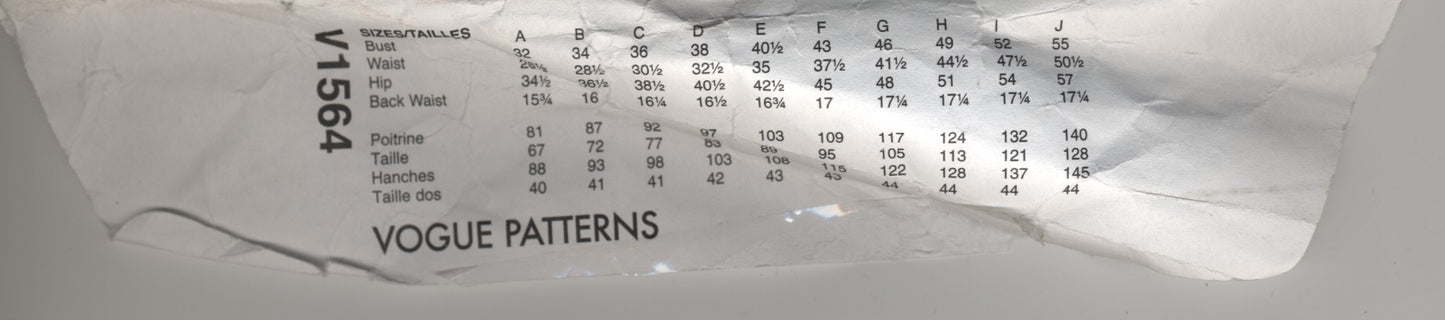 V1564
SIZES/TAILLES A B C D E F G H I J
Bust 32 34 36 38 40½ 43 46 49 52 55
Waist 26½ 28½ 30½ 32½ 35 37½ 41½ 44½ 47½ 50½
Hip 34½ 36½ 38½ 40½ 42½ 45 48 51 54 57
Back Waist 15¾ 16 16¼ 16½ 16¾ 17 17¼ 17¼ 17¼ 17¼
Poitrine 81 87 92 97 103 109 117 124 132 140
Taille 67 72 77 83 89 95 105 113 121 128
Hanches 88 93 98 103 108 115 122 128 137 145
Taille dos 40 41 41 42 43 43 44 44 44 44
VOGUE PATTERNS